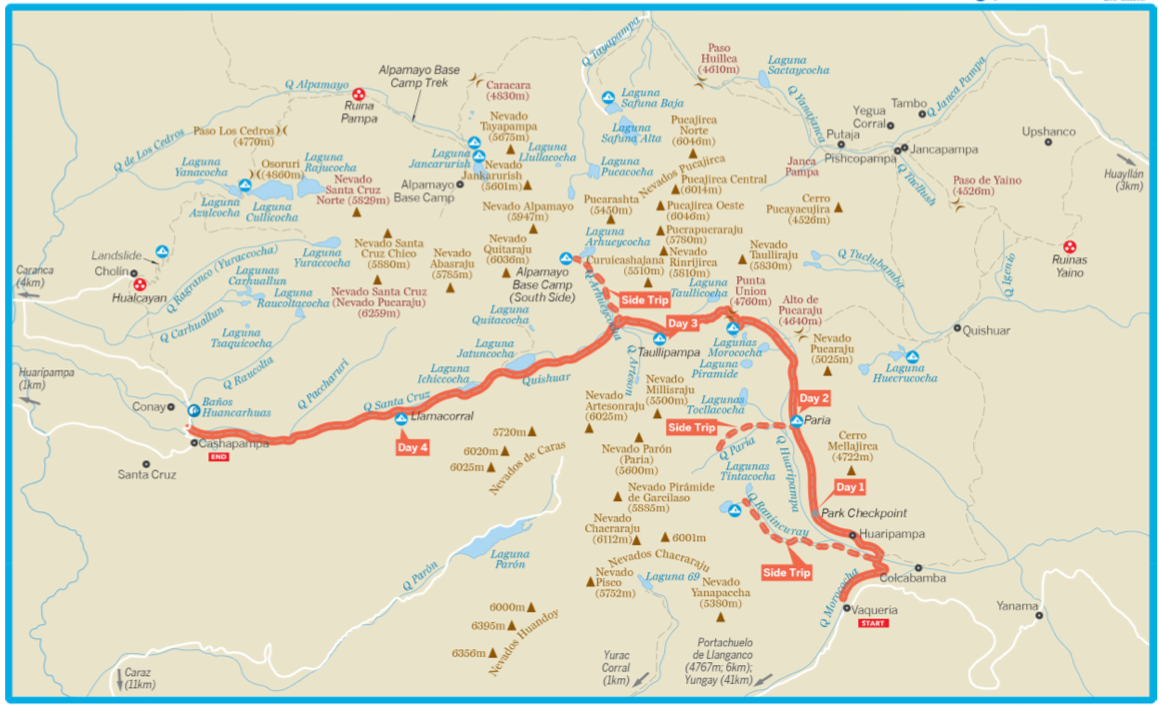 Q Tayapampa
Paso
Huillca
(4610m)
Laguna
Sactaycocha
Alpamayo Base
Camp Trek
Q Alpamayo
Caracara
(4830m)
Ruina
Pampa
Laguna
Safuna Baja
Q Yanajanca
Yegua
Corral
Tambo
Q Janca Pampa
Nevado
Tayapampa
(5675m)
Laguna
Safuna Alta
Pucajirca
Norte
(6046m)
Putaja
Pishcopampa
Jancapampa
Upshanco
Paso Los Cedros
(4770m)
Q de Los Cedros
Laguna
Yanacocha
Osoruri
(4860m)
Laguna
Rajucocha
Laguna
Jancarurish
Laguna
Llullacocha
Nevado
Jankarurish
(5601m)
Laguna
Pucacocha
Nevados Pucajirca
Janca
Pampa
Huayllán
(3km)
Nevado
Santa Cruz
Norte (5829m)
Alpamayo
Base Camp
Pucajirca Central
(6014m)
Q Tacllush
Paso de Yaino
(4526m)
Laguna
Azulcocha
Laguna
Cullicocha
Nevado Alpamayo
(5947m)
Pucarashta
(5450m)
Pucajirca Oeste
(6046m)
Cerro
Pucayacujira
(4526m)
Laguna
Arhueycocha
Pucrapucraraju
(5780m)
Landslide
Laguna
Yuraccocha
Nevado Santa
Cruz Chico
(5880m)
Nevado
Abasraju
(5785m)
Nevado
Quitaraju
(6036m)
Nevado
Rinrijirca
(5810m)
Nevado
Taulliraju
(5830m)
Q Tuctubamba
Q Igenko
Ruinas
Yaino
Caranca
(4km)
Cholín
Hualcayan
Q Ragranco (Yuraccocha)
Lagunas
Carhuallun
Laguna
Raucoltacocha
Nevado Santa Cruz
(Nevado Pucaraju)
(6259m)
Alpamayo
Base Camp
(South Side)
Curuicashajana
(5510m)
Q Arhueycocha
Side Trip
Laguna
Taullicocha
Punta
Union
(4760m)
Alto de
Pucaraju
(4640m)
Q Carhuallun
Laguna
Tsaquicocha
Laguna
Quitacocha
Day 3
Taullipampa
Quishuar
Lagunas
Morococha
Nevado
Pucaraju
(5025m)
Laguna
Huecrucocha
Huaripampa
(1km)
Q Raucolta
Q Paccharuri
Laguna
Jatuncocha
Laguna
Ichiccocha
Quishuar
Q Artesón
Laguna
Pirámide
Conay
Baños
Huancarhuas
Q Santa Cruz
Llamacorral
Nevado
Artesonraju
(6025m)
Nevado
Millisraju
(5500m)
Lagunas
Tocllacocha
Day 2
Paria
Cashapampa
END
Day 4
5720m
Side Trip
Q Paria
Q Huaripampa
Cerro
Mellajirca
(4722m)
Santa Cruz
6020m
6025m
Nevados de Caras
Nevado Parón
(Paria)
(5600m)
Lagunas
Tintacocha
Day 1
Nevado Pirámide
de Garcilaso
(5885m)
Q Ranincuray
Park Checkpoint
Nevado
Chacraraju
(6112m)
6001m
Huaripampa
Laguna
Parón
Q Parón
Nevados Chacraraju
Side Trip
Colcabamba
Nevado
Pisco
(5752m)
Laguna 69
Nevado
Yanapaccha
(5380m)
Q Morococha
Vaquería
START
Yanama
6000m
6395m
6356m
Nevados Huandoy
Caraz
(11km)
Yurac
Corral
(1km)
Portachuelo
de Llanganco
(4767m; 6km);
Yungay (41km)